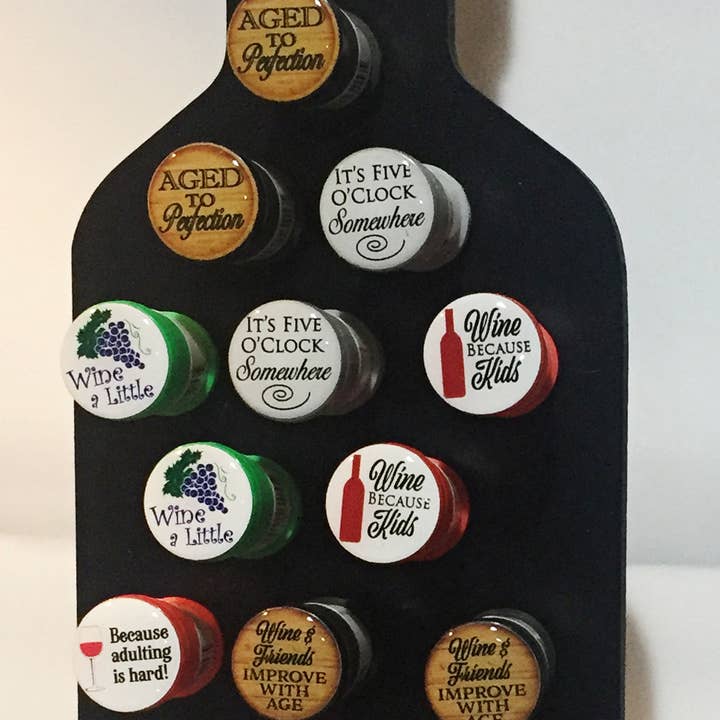 AGED
TO
Perfection
AGED
TO
Perfection
IT'S FIVE
O'CLOCK
Somewhere
Wine
a Little
IT'S FIVE
O'CLOCK
Somewhere
Wine
BECAUSE
Kids
Wine
a Little
Wine
BECAUSE
Kids
Because
adulting
is hard!
Wine &
Friends
IMPROVE
WITH
AGE
Wine &
Friends
IMPROVE
WITH
AGE